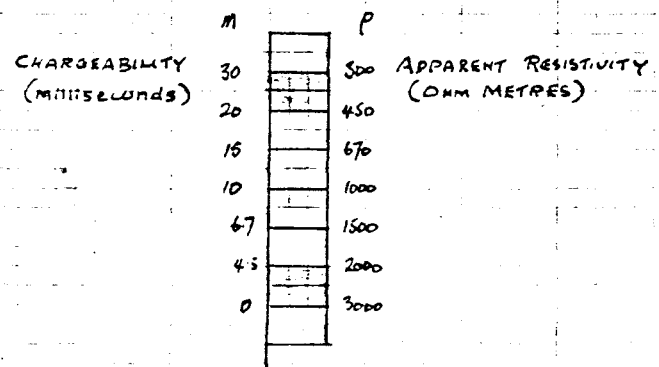 M ρ
CHARGEABILITY 30 300 APPARENT RESISTIVITY
(milliseconds) (OHM METRES)
20 450
15 670
10 1000
6.7 1500
4.5 2000
0 3000